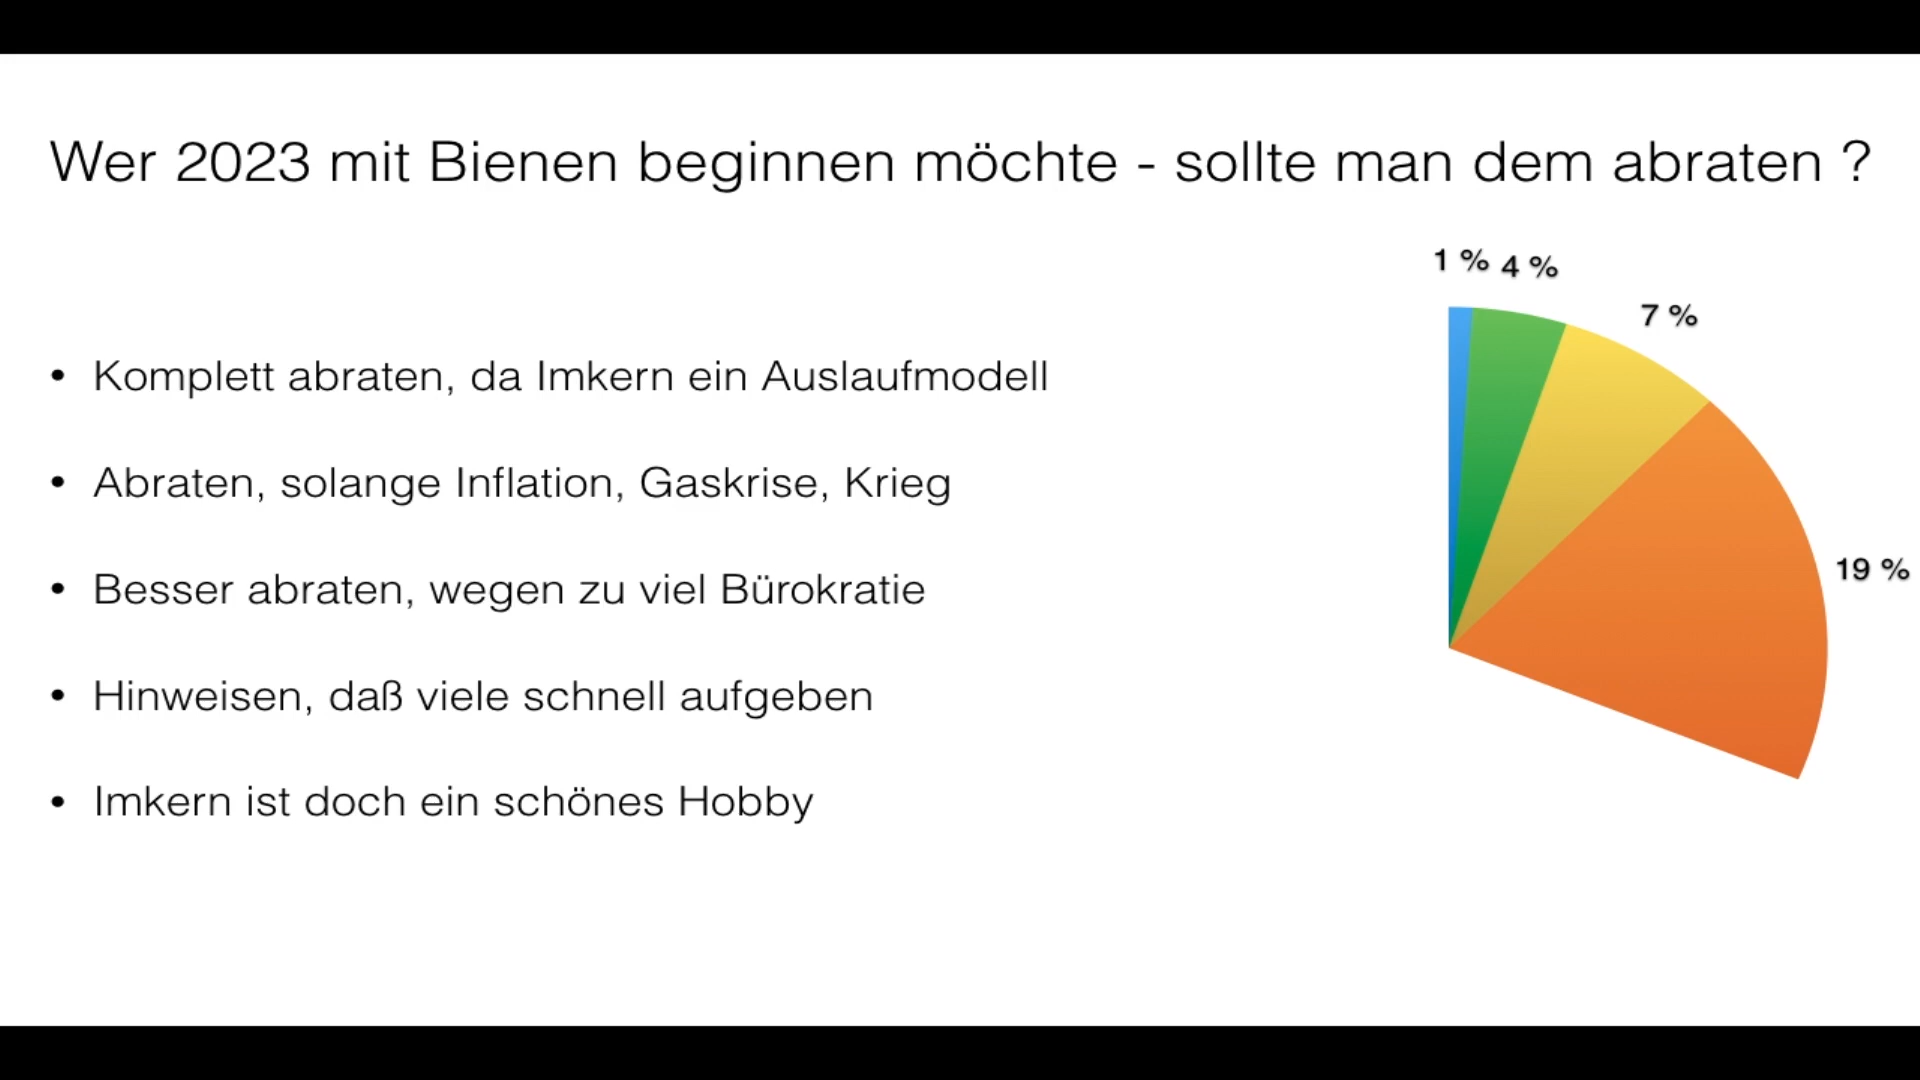 Wer 2023 mit Bienen beginnen möchte - sollte man dem abraten ?
1 % 4 %
7 %
• Komplett abraten, da Imkern ein Auslaufmodell
• Abraten, solange Inflation, Gaskrise, Krieg
19 %
• Besser abraten, wegen zu viel Bürokratie
• Hinweisen, daß viele schnell aufgeben
• Imkern ist doch ein schönes Hobby